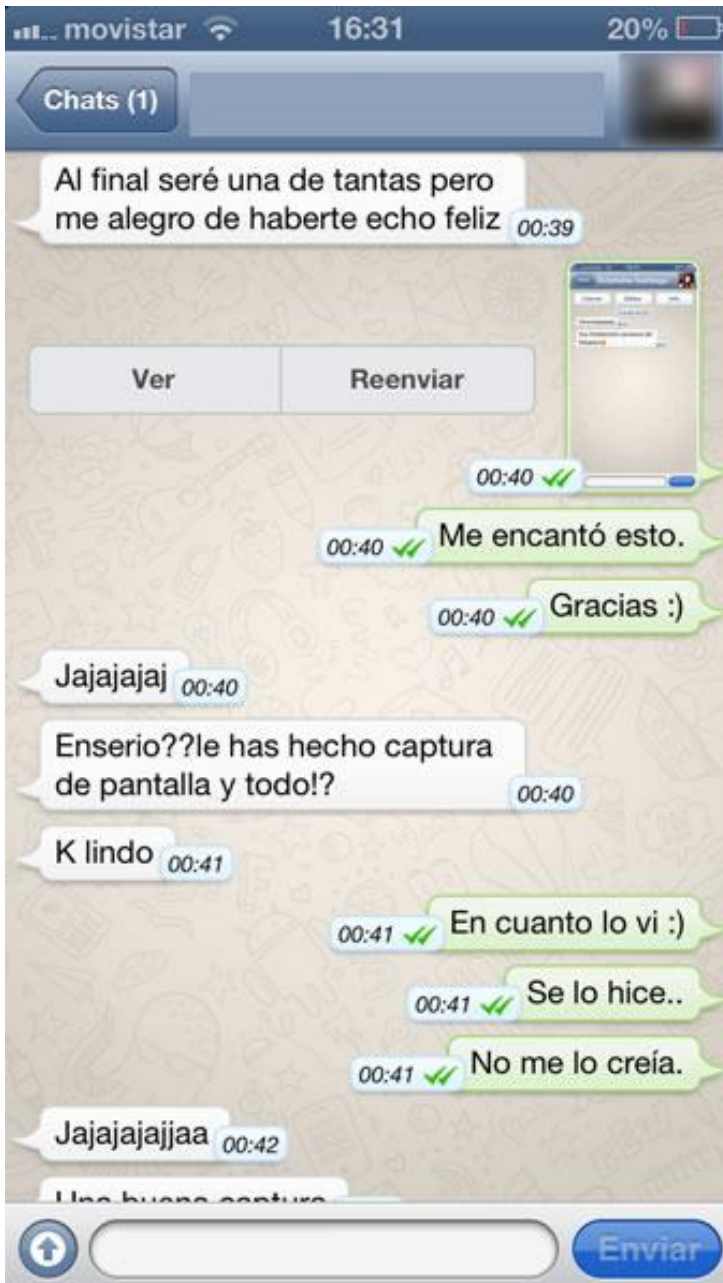 movistar 16:31 20%
Chats (1)
Al final seré una de tantas pero
me alegro de haberte echo feliz 00:39
Ver Reenviar
00:40
00:40 Me encantó esto.
00:40 Gracias :)
Jajajajaj 00:40
Enserio??le has hecho captura
de pantalla y todo!? 00:40
K lindo 00:41
00:41 En cuanto lo vi :)
00:41 Se lo hice..
00:41 No me lo creía.
Jajajajajjaa 00:42
Una buena captura
Enviar